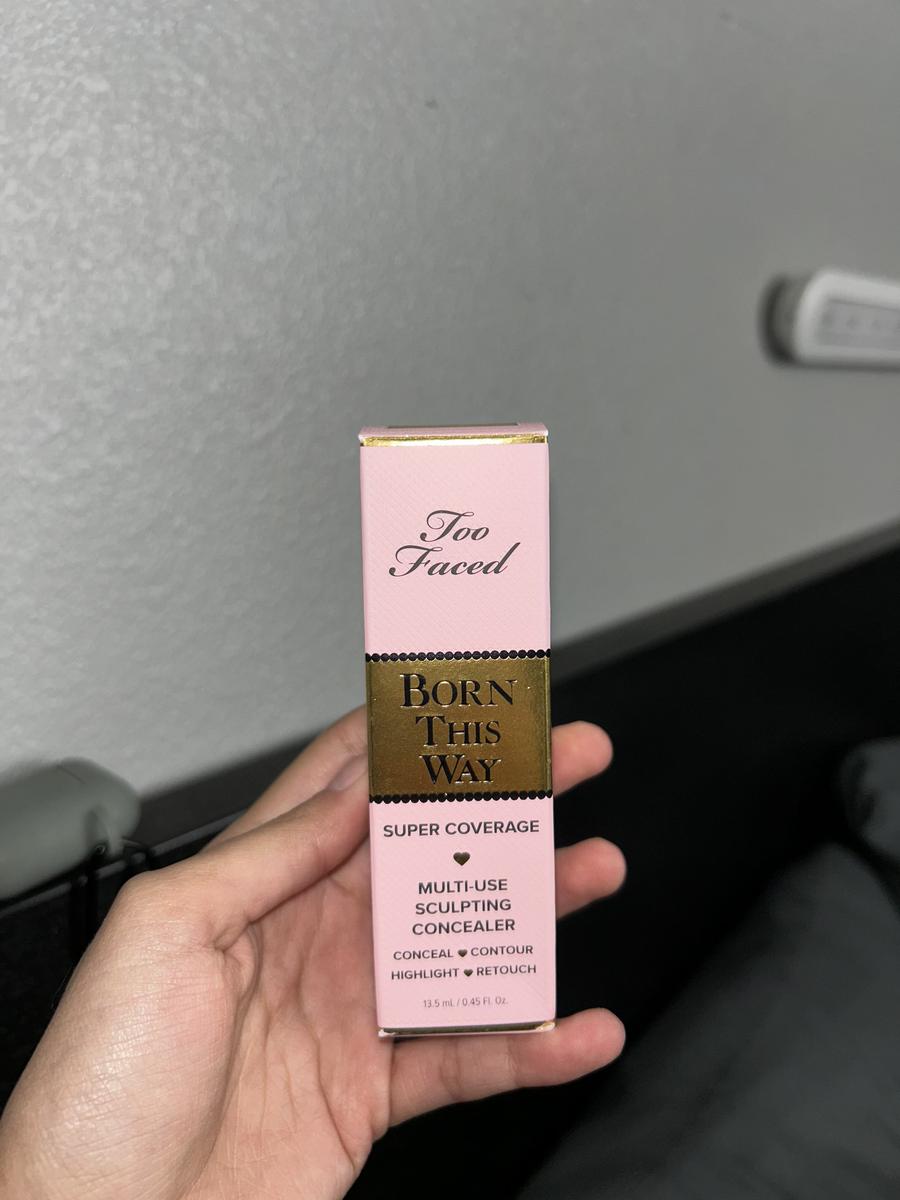 Too
Faced
BORN
THIS
WAY
SUPER COVERAGE
MULTI-USE
SCULPTING
CONCEALER
CONCEAL ♥ CONTOUR
HIGHLIGHT ♥ RETOUCH
13.5 mL / 0.45 Fl. Oz.